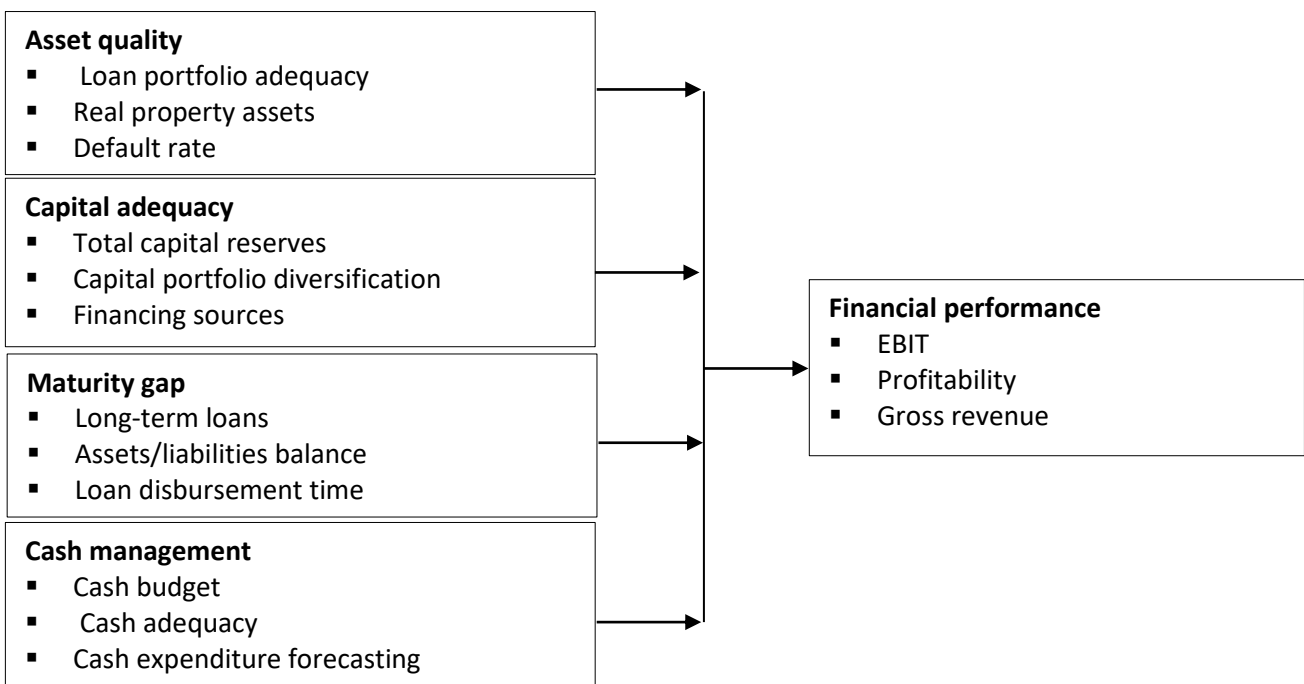 Asset quality
▪ Loan portfolio adequacy
▪ Real property assets
▪ Default rate
Capital adequacy
▪ Total capital reserves
▪ Capital portfolio diversification
▪ Financing sources
Maturity gap
▪ Long-term loans
▪ Assets/liabilities balance
▪ Loan disbursement time
Cash management
▪ Cash budget
▪ Cash adequacy
▪ Cash expenditure forecasting
Financial performance
▪ EBIT
▪ Profitability
▪ Gross revenue